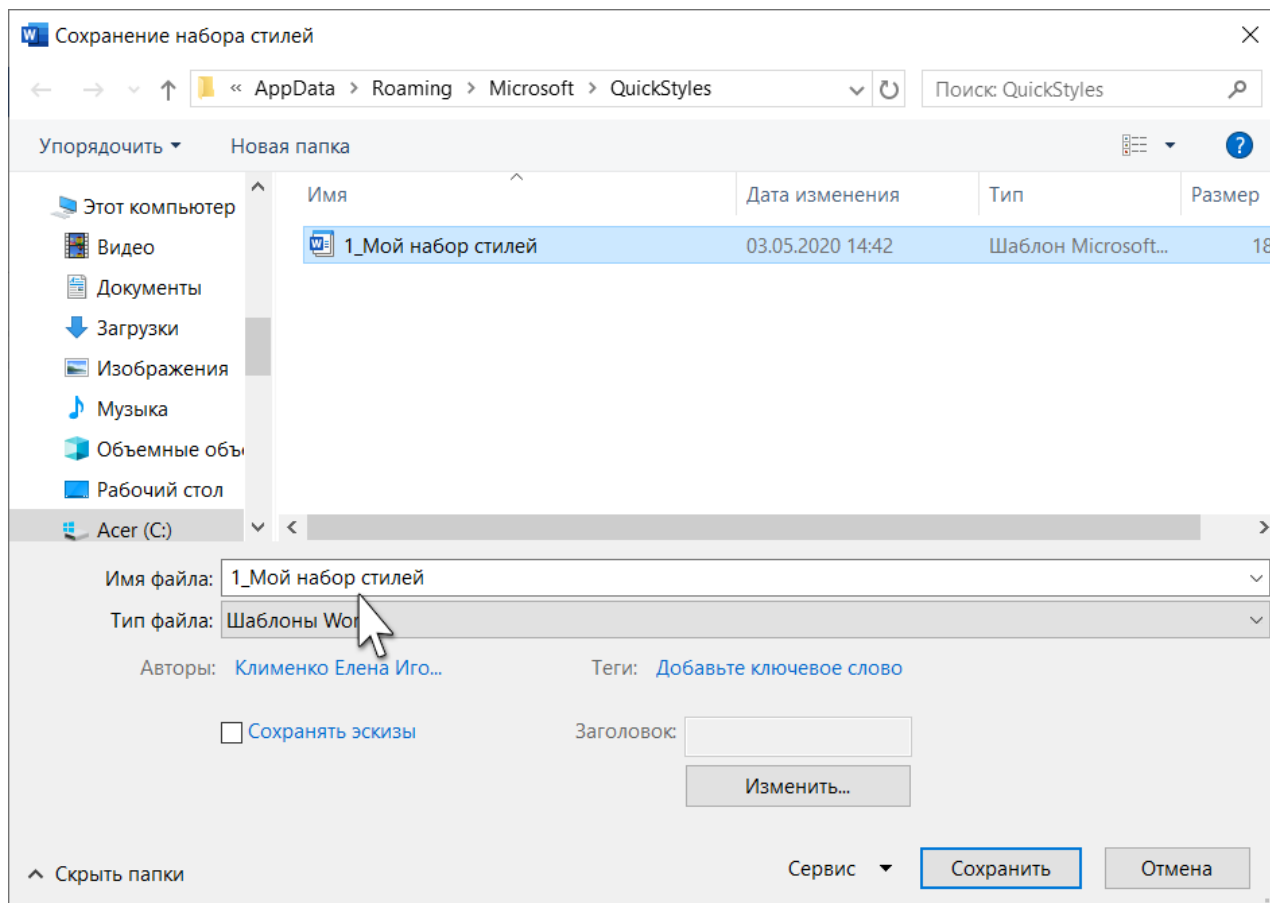 Сохранение набора стилей
« AppData > Roaming > Microsoft > QuickStyles
Поиск: QuickStyles
Упорядочить
Новая папка
Имя
Дата изменения
Тип
Размер
1_Мой набор стилей
03.05.2020 14:42
Шаблон Microsoft...
18
Этот компьютер
Видео
Документы
Загрузки
Изображения
Музыка
Объемные объ
Рабочий стол
Acer (C:)
Имя файла: 1_Мой набор стилей
Тип файла: Шаблоны
Авторы: Клименко Елена Иго...
Теги: Добавьте ключевое слово
Сохранять эскизы
Заголовок:
Изменить...
Скрыть папки
Сервис
Сохранить
Отмена